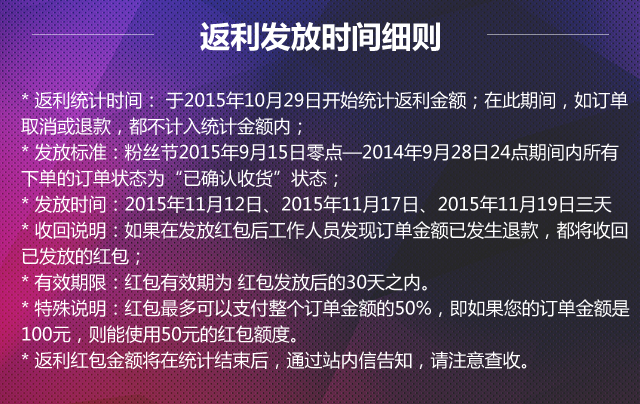 返利发放时间细则
* 返利统计时间： 于2015年10月29日开始统计返利金额；在此期间，如订单
取消或退款，都不计入统计金额内；
* 发放标准：粉丝节2015年9月15日零点—2014年9月28日24点期间内所有
下单的订单状态为“已确认收货”状态；
* 发放时间：2015年11月12日、2015年11月17日、2015年11月19日三天
* 收回说明：如果在发放红包后工作人员发现订单金额已发生退款，都将收回
已发放的红包；
* 有效期限：红包有效期为 红包发放后的30天之内。
* 特殊说明：红包最多可以支付整个订单金额的50%，即如果您的订单金额是
100元，则能使用50元的红包额度。
* 返利红包金额将在统计结束后，通过站内信告知，请注意查收。